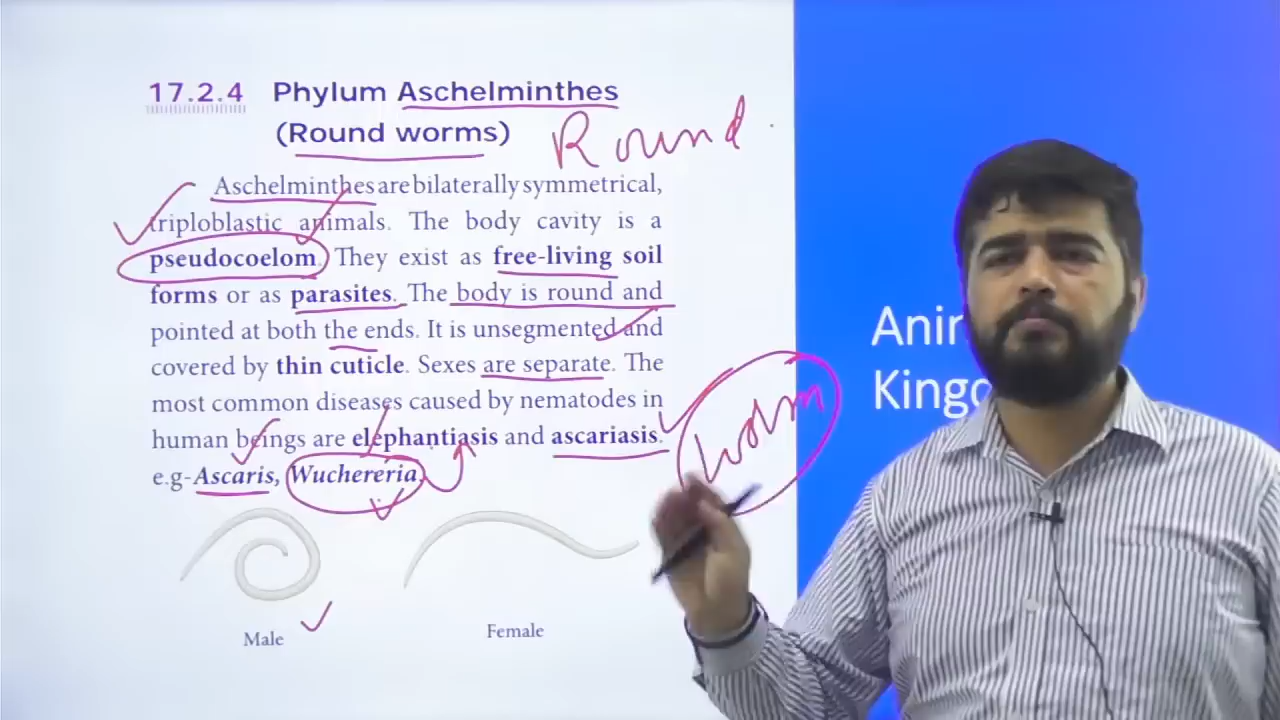 17.2.4 Phylum Aschelminthes
(Round worms)
Round
Aschelminthes are bilaterally symmetrical,
triploblastic animals. The body cavity is a
pseudocoelom. They exist as free-living soil
forms or as parasites. The body is round and
pointed at both the ends. It is unsegmented and
covered by thin cuticle. Sexes are separate. The
most common diseases caused by nematodes in
human beings are elephantiasis and ascariasis.
e.g-Ascaris, Wuchereria.
worm
Male
Female